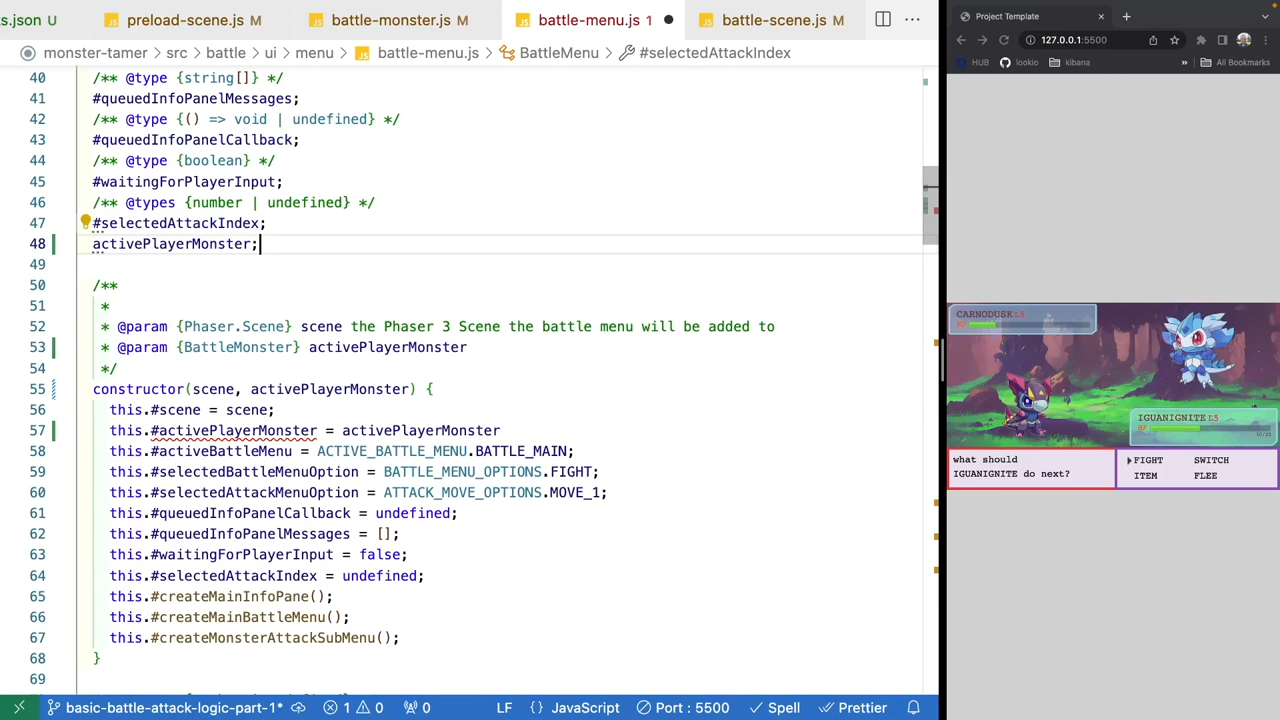 ts.json U
preload-scene.js M
battle-monster.js M
battle-menu.js 1
battle-scene.js M
monster-tamer > src > battle > ui > menu > battle-menu.js > BattleMenu > #selectedAttackIndex
40 /** @type {string[]} */
41 #queuedInfoPanelMessages;
42 /** @type {() => void | undefined} */
43 #queuedInfoPanelCallback;
44 /** @type {boolean} */
45 #waitingForPlayerInput;
46 /** @types {number | undefined} */
47 #selectedAttackIndex;
48 activePlayerMonster;
49
50 /**
51 *
52 * @param {Phaser.Scene} scene the Phaser 3 Scene the battle menu will be added to
53 * @param {BattleMonster} activePlayerMonster
54 */
55 constructor(scene, activePlayerMonster) {
56 this.#scene = scene;
57 this.#activePlayerMonster = activePlayerMonster
58 this.#activeBattleMenu = ACTIVE_BATTLE_MENU.BATTLE_MAIN;
59 this.#selectedBattleMenuOption = BATTLE_MENU_OPTIONS.FIGHT;
60 this.#selectedAttackMenuOption = ATTACK_MOVE_OPTIONS.MOVE_1;
61 this.#queuedInfoPanelCallback = undefined;
62 this.#queuedInfoPanelMessages = [];
63 this.#waitingForPlayerInput = false;
64 this.#selectedAttackIndex = undefined;
65 this.#createMainInfoPane();
66 this.#createMainBattleMenu();
67 this.#createMonsterAttackSubMenu();
68 }
69
basic-battle-attack-logic-part-1* 1 0 0 LF {} JavaScript Port : 5500 Spell Prettier
Project Template
127.0.0.1:5500
HUB lookio kibana » All Bookmarks
CARNODUSK L5
HP
IGUANIGNITE L5
HP
what should
IGUANIGNITE do next?
FIGHT SWITCH
ITEM FLEE